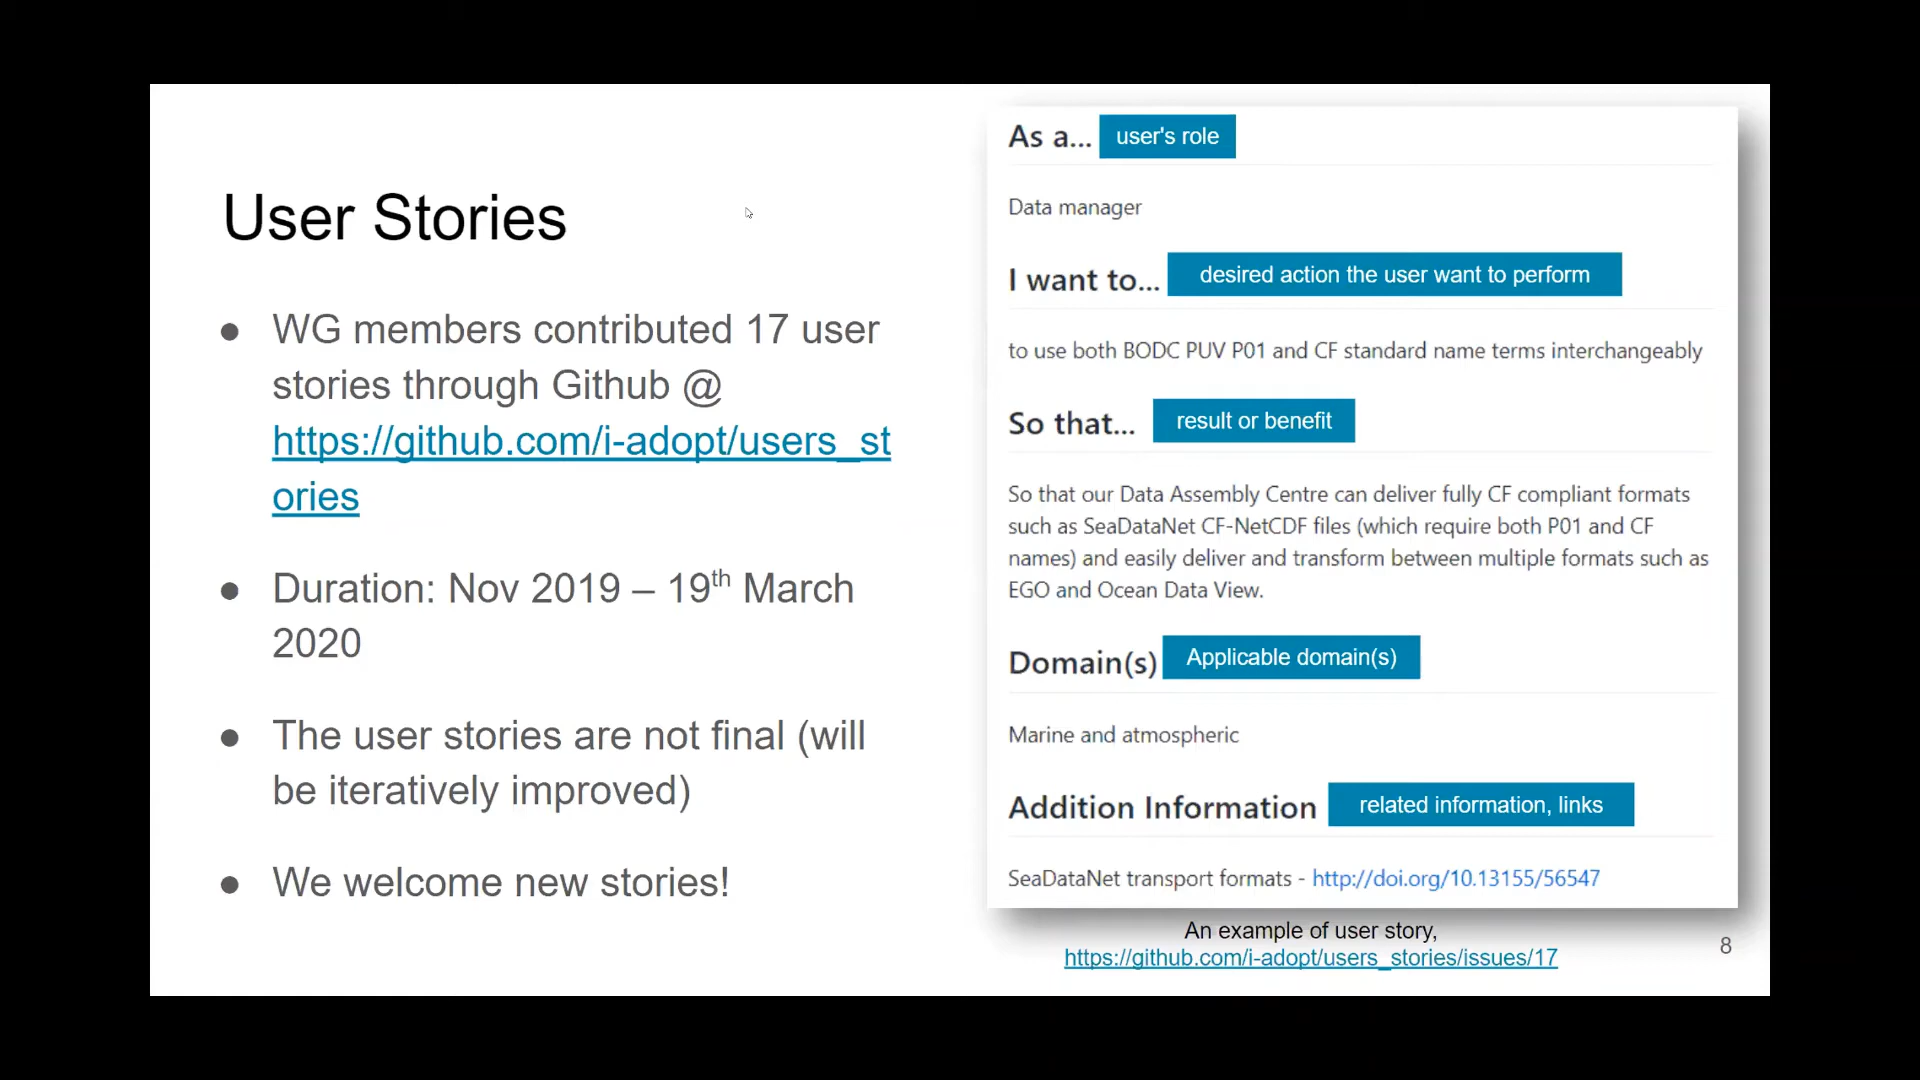 User Stories
● WG members contributed 17 user
stories through Github @
https://github.com/i-adopt/users_st
ories
● Duration: Nov 2019 – 19th March
2020
● The user stories are not final (will
be iteratively improved)
● We welcome new stories!
As a... user's role
Data manager
I want to... desired action the user want to perform
to use both BODC PUV P01 and CF standard name terms interchangeably
So that... result or benefit
So that our Data Assembly Centre can deliver fully CF compliant formats
such as SeaDataNet CF-NetCDF files (which require both P01 and CF
names) and easily deliver and transform between multiple formats such as
EGO and Ocean Data View.
Domain(s) Applicable domain(s)
Marine and atmospheric
Addition Information related information, links
SeaDataNet transport formats - http://doi.org/10.13155/56547
An example of user story,
https://github.com/i-adopt/users_stories/issues/17
8